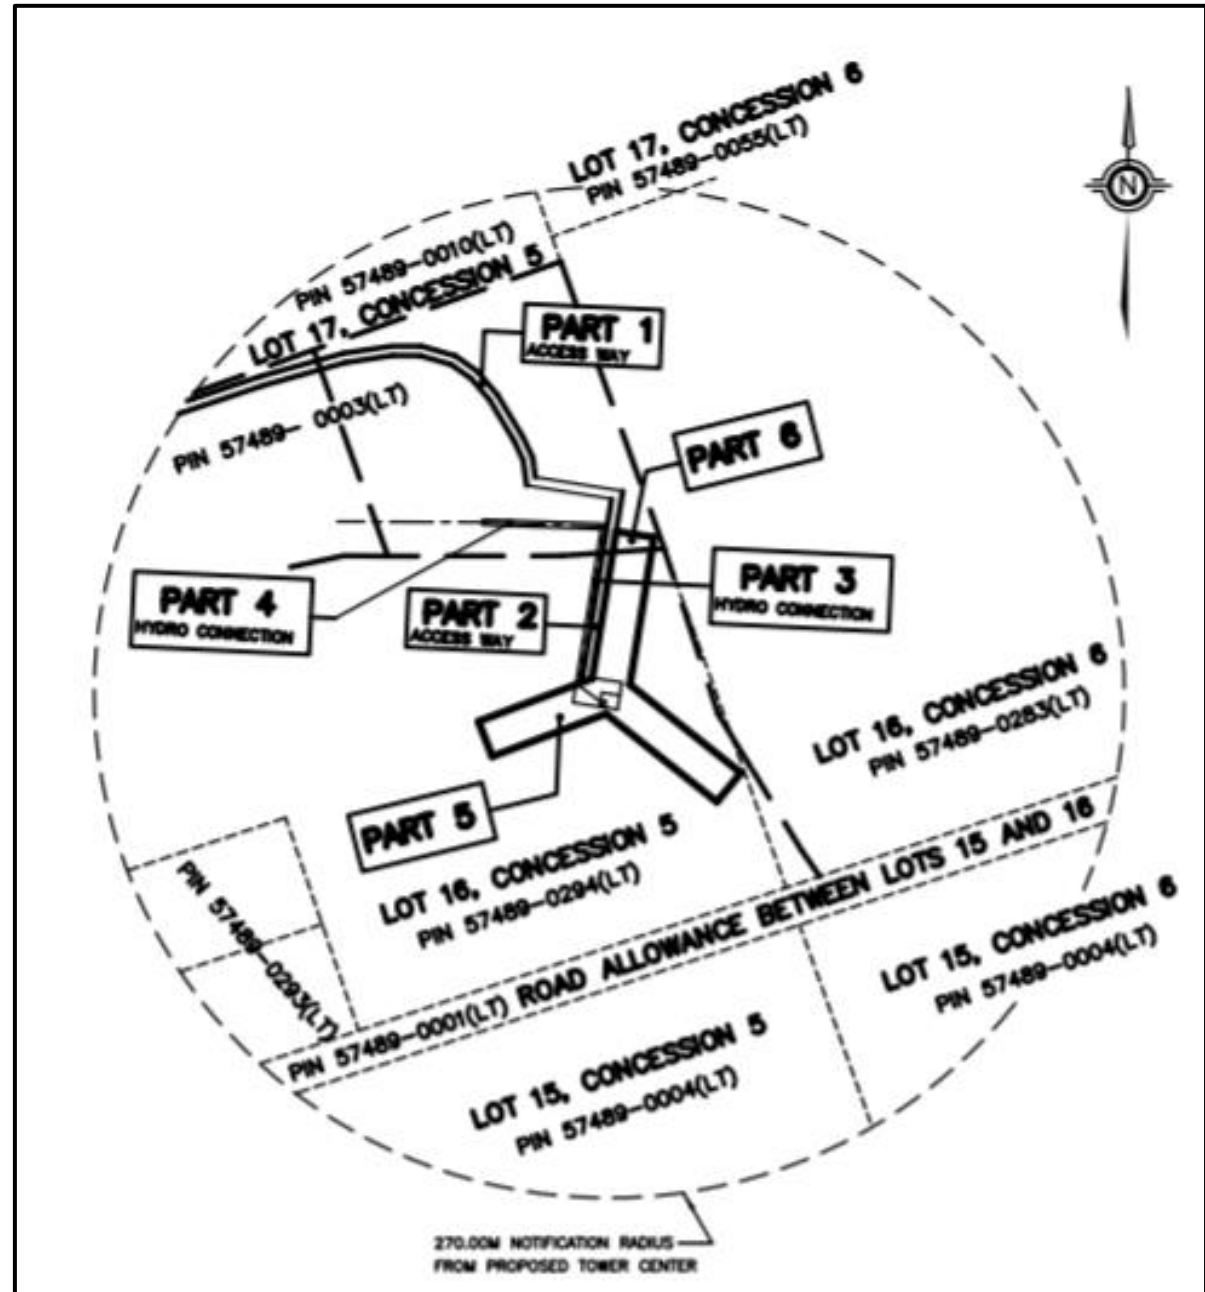 LOT 17, CONCESSION 6
PIN 57489-0055(LT)
N
PIN 57489-0010(LT)
LOT 17, CONCESSION 5
PART 1
ACCESS WAY
PIN 57489- 0003(LT)
PART 6
PART 4
HYDRO CONNECTION
PART 2
ACCESS WAY
PART 3
HYDRO CONNECTION
LOT 16, CONCESSION 6
PIN 57489-0283(LT)
PART 5
LOT 16, CONCESSION 5
PIN 57489-0294(LT)
PIN 57489-0293(LT)
PIN 57489-0001(LT) ROAD ALLOWANCE BETWEEN LOTS 15 AND 16
LOT 15, CONCESSION 6
PIN 57489-0004(LT)
LOT 15, CONCESSION 5
PIN 57489-0004(LT)
270.00M NOTIFICATION RADIUS
FROM PROPOSED TOWER CENTER